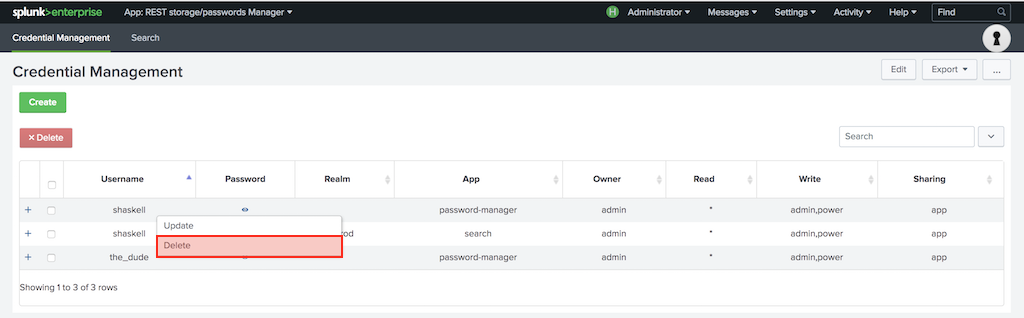 splunk>enterprise App: REST storage/passwords Manager Administrator Messages Settings Activity Help Find
Credential Management Search
Credential Management Edit Export ...
Create
× Delete Search
Username Password Realm App Owner Read Write Sharing
+ shaskell password-manager admin * admin,power app
Update
+ shaskell rod search admin * admin,power app
Delete
+ the_dude password-manager admin * admin,power app
Showing 1 to 3 of 3 rows